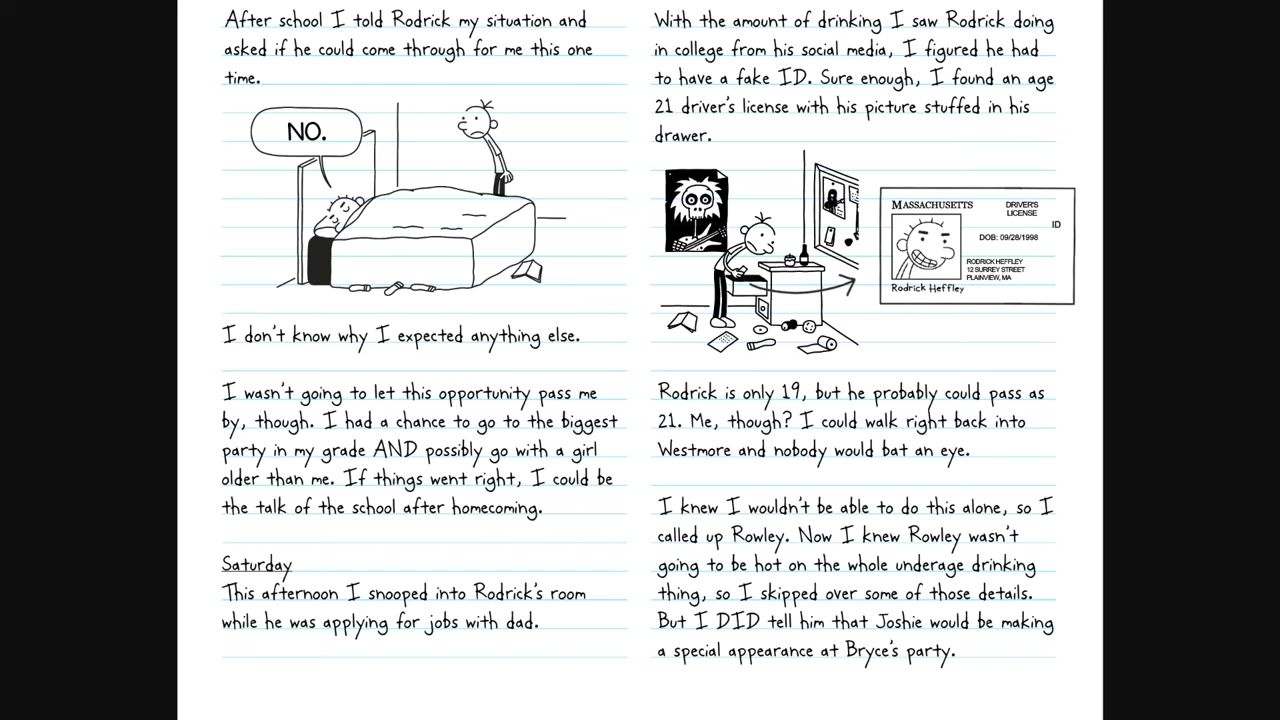 After school I told Rodrick my situation and
asked if he could come through for me this one
time.
NO.
I don't know why I expected anything else.
I wasn't going to let this opportunity pass me
by, though. I had a chance to go to the biggest
party in my grade AND possibly go with a girl
older than me. If things went right, I could be
the talk of the school after homecoming.
Saturday
This afternoon I snooped into Rodrick's room
while he was applying for jobs with dad.
With the amount of drinking I saw Rodrick doing
in college from his social media, I figured he had
to have a fake ID. Sure enough, I found an age
21 driver's license with his picture stuffed in his
drawer.
MASSACHUSETTS
DRIVER'S
LICENSE
ID
DOB: 09/28/1998
RODRICK HEFFLEY
12 SURREY STREET
PLAINVIEW, MA
Rodrick Heffley
Rodrick is only 19, but he probably could pass as
21. Me, though? I could walk right back into
Westmore and nobody would bat an eye.
I knew I wouldn't be able to do this alone, so I
called up Rowley. Now I knew Rowley wasn't
going to be hot on the whole underage drinking
thing, so I skipped over some of those details.
But I DID tell him that Joshie would be making
a special appearance at Bryce's party.